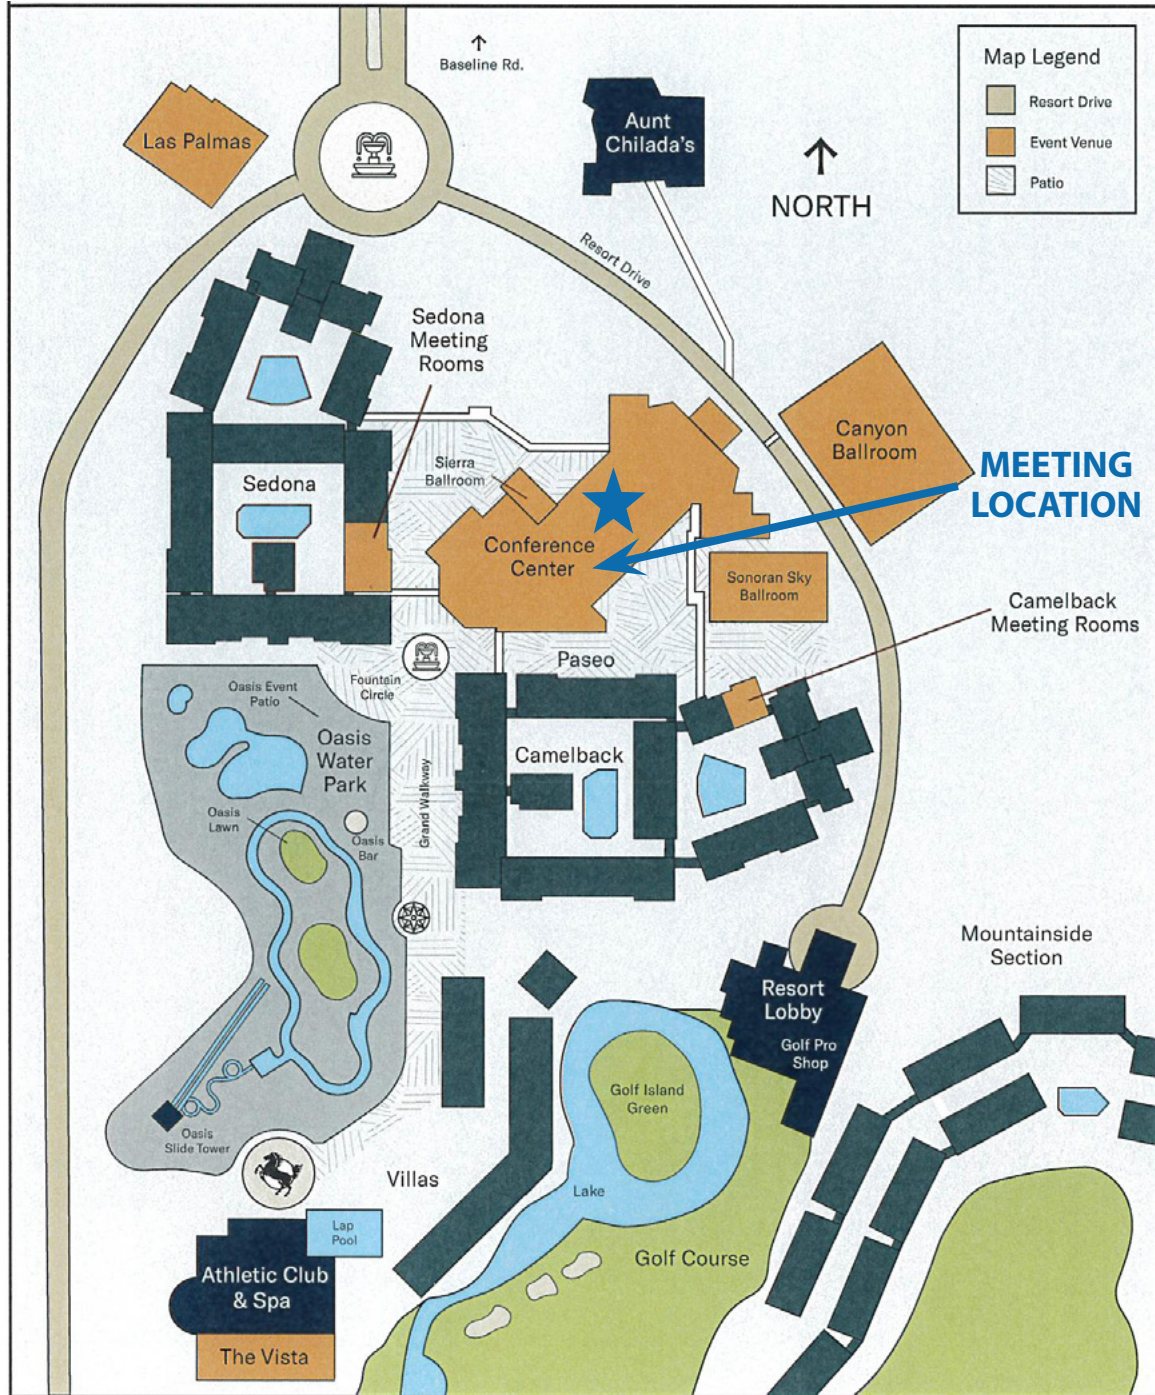 ↑
Baseline Rd.
Map Legend
Resort Drive
Event Venue
Patio
Las Palmas
Aunt
Chilada's
↑
NORTH
Resort Drive
Sedona
Meeting
Rooms
Canyon
Ballroom
MEETING
LOCATION
Sierra
Ballroom
Sedona
Conference
Center
Sonoran Sky
Ballroom
Camelback
Meeting Rooms
Paseo
Fountain
Circle
Oasis Event
Patio
Oasis
Water
Park
Camelback
Grand Walkway
Oasis
Lawn
Oasis
Bar
Mountainside
Section
Resort
Lobby
Golf Pro
Shop
Golf Island
Green
Oasis
Slide Tower
Villas
Lake
Lap
Pool
Golf Course
Athletic Club
& Spa
The Vista